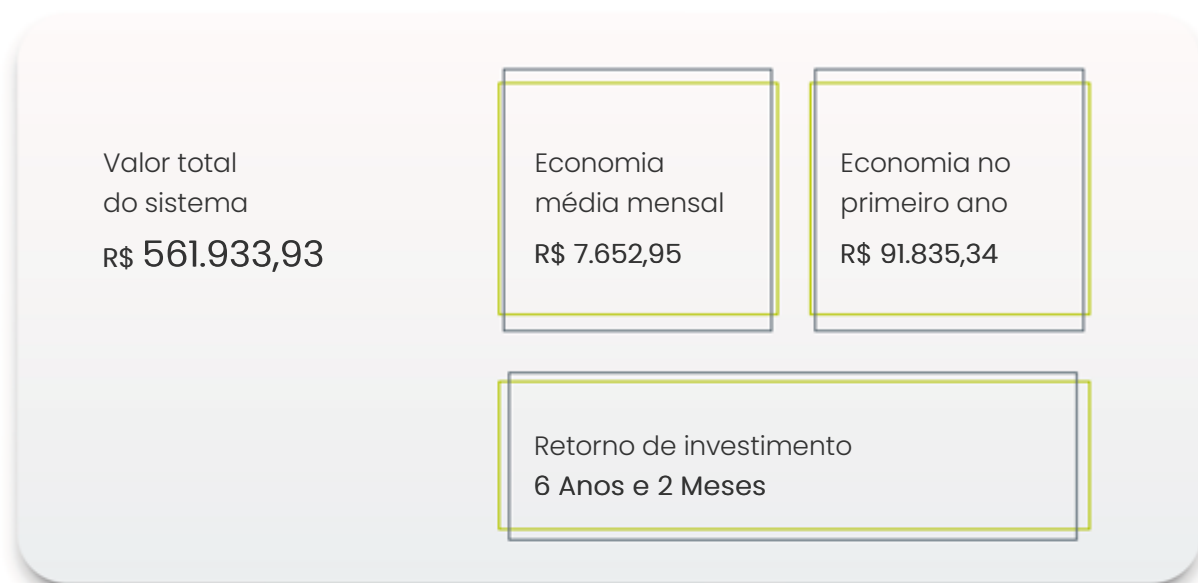 Valor total
do sistema
R$ 561.933,93
Economia
média mensal
R$ 7.652,95
Economia no
primeiro ano
R$ 91.835,34
Retorno de investimento
6 Anos e 2 Meses